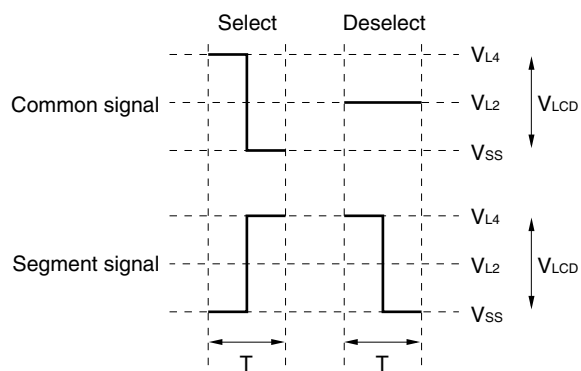 Select Deselect
VL4
Common signal VL2 VLCD
VSS
VL4
Segment signal VL2 VLCD
VSS
T T